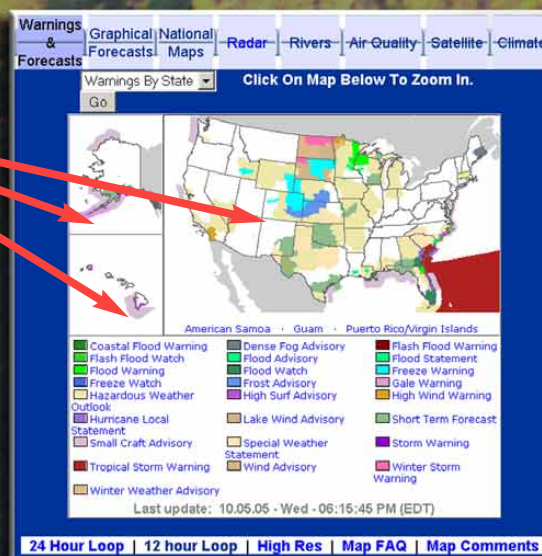 Warnings & Forecasts
Graphical Forecasts
National Maps
Radar
Rivers
Air Quality
Satellite
Climate
Warnings By State
Click On Map Below To Zoom In.
Go
American Samoa · Guam · Puerto Rico/Virgin Islands
Coastal Flood Warning
Dense Fog Advisory
Flash Flood Warning
Flash Flood Watch
Flood Advisory
Flood Statement
Flood Warning
Flood Watch
Freeze Warning
Freeze Watch
Frost Advisory
Gale Warning
Hazardous Weather Outlook
High Surf Advisory
High Wind Warning
Hurricane Local Statement
Lake Wind Advisory
Short Term Forecast
Small Craft Advisory
Special Weather Statement
Storm Warning
Tropical Storm Warning
Wind Advisory
Winter Storm Warning
Winter Weather Advisory
Last update: 10.05.05 - Wed - 06:15:45 PM (EDT)
24 Hour Loop | 12 hour Loop | High Res | Map FAQ | Map Comments